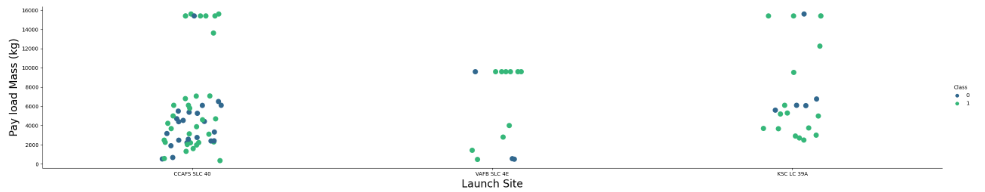 16000
14000
12000
10000
8000
6000
4000
2000
0
Pay load Mass (kg)
CCAFS SLC 40
VAFB SLC 4E
KSC LC 39A
Launch Site
Class
0
1